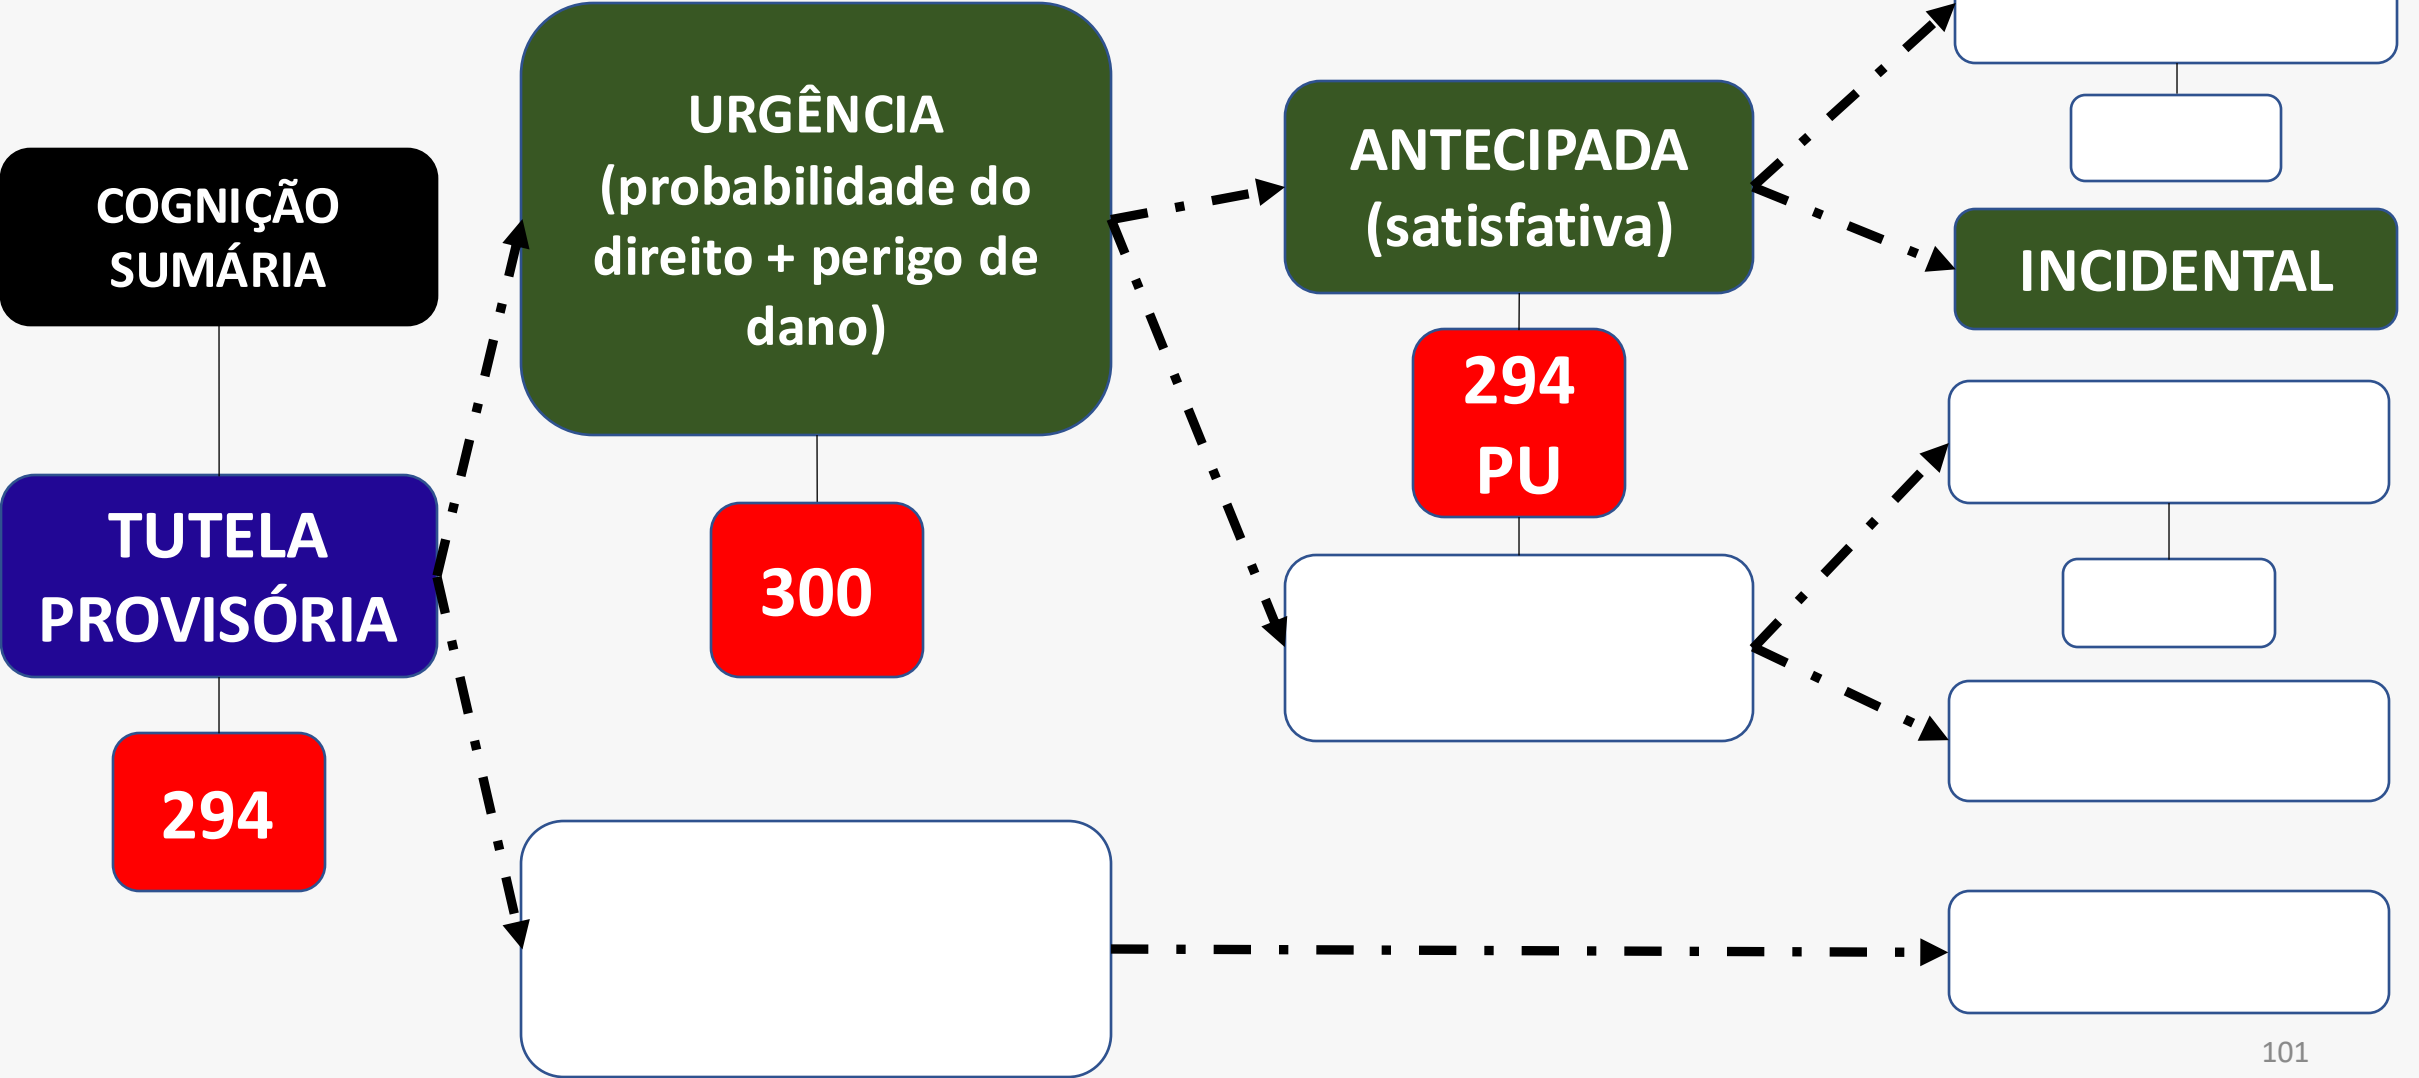 COGNIÇÃO
SUMÁRIA
TUTELA
PROVISÓRIA
294
URGÊNCIA
(probabilidade do
direito + perigo de
dano)
300
ANTECIPADA
(satisfativa)
294
PU
INCIDENTAL
101